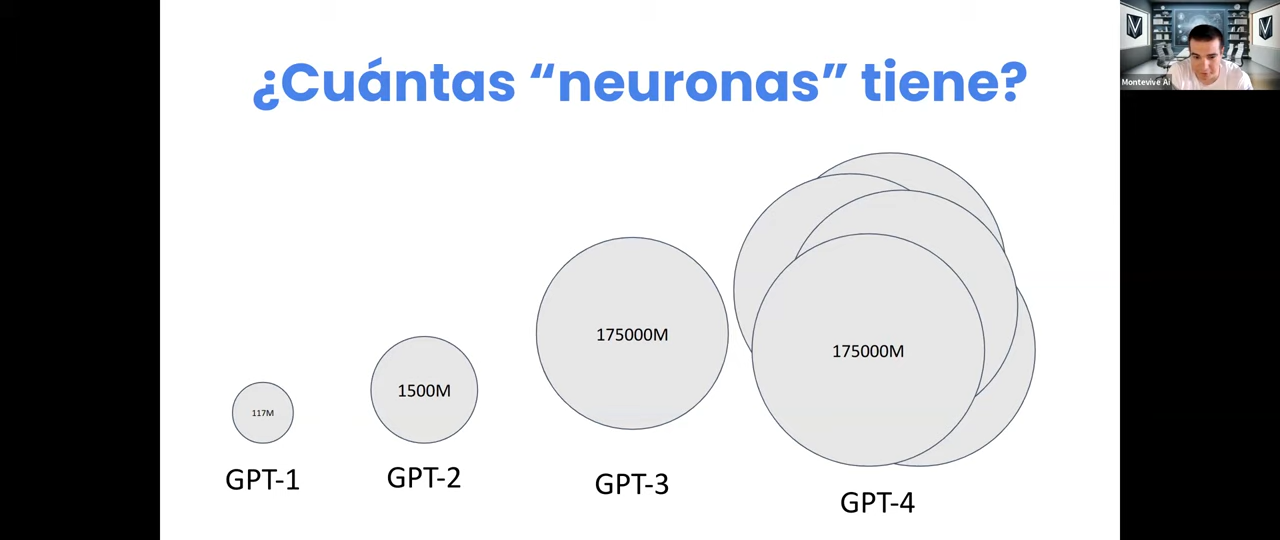 ¿Cuántas “neuronas” tiene?
Montevive Ai
117M
1500M
175000M
175000M
GPT-1
GPT-2
GPT-3
GPT-4